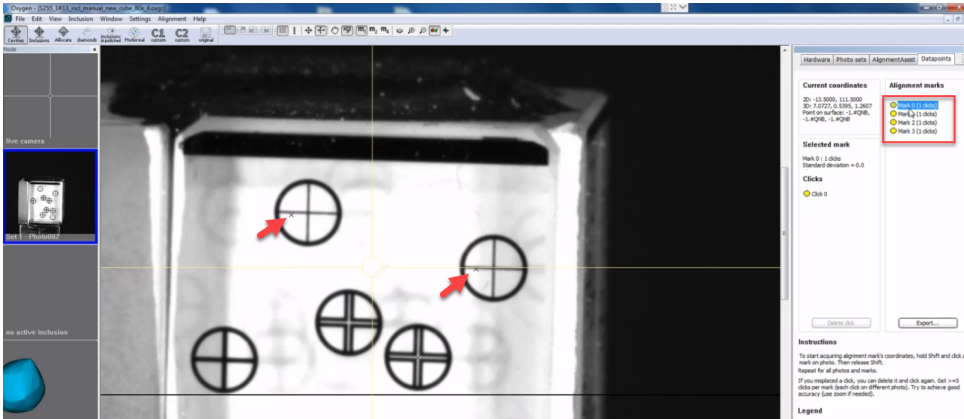 Oxygen - [S255_1#13_incl_manual_new_cube_80x_4.oxgz]
File Edit View Inclusion Window Settings Alignment Help
Cavities Inclusions Allocate diamonds Photoreal C1 custom C2 custom original
Mode
live camera
Set 1 - Photo002
no active inclusion
Hardware Photo sets AlignmentAssist Datapoints
Current coordinates
2D: -13.5000, 111.5000
3D: 7.0727, 0.5395, 1.2607
Point on surface: -1.#QNB,
-1.#QNB, -1.#QNB
Alignment marks
Mark 0 (1 clicks)
Mark 1 (1 clicks)
Mark 2 (1 clicks)
Mark 3 (1 clicks)
Selected mark
Mark 0 : 1 clicks
Standard deviation = 0.0
Clicks
Click 0
Delete click
Export...
Instructions
To start acquiring alignment mark's coordinates, hold Shift and click
mark on photo. Then release Shift.
Repeat for all photos and marks.
If you misplaced a click, you can delete it and click again. Get >=3
clicks per mark (each click on different photo). Try to achieve good
accuracy (use zoom if needed).
Legend